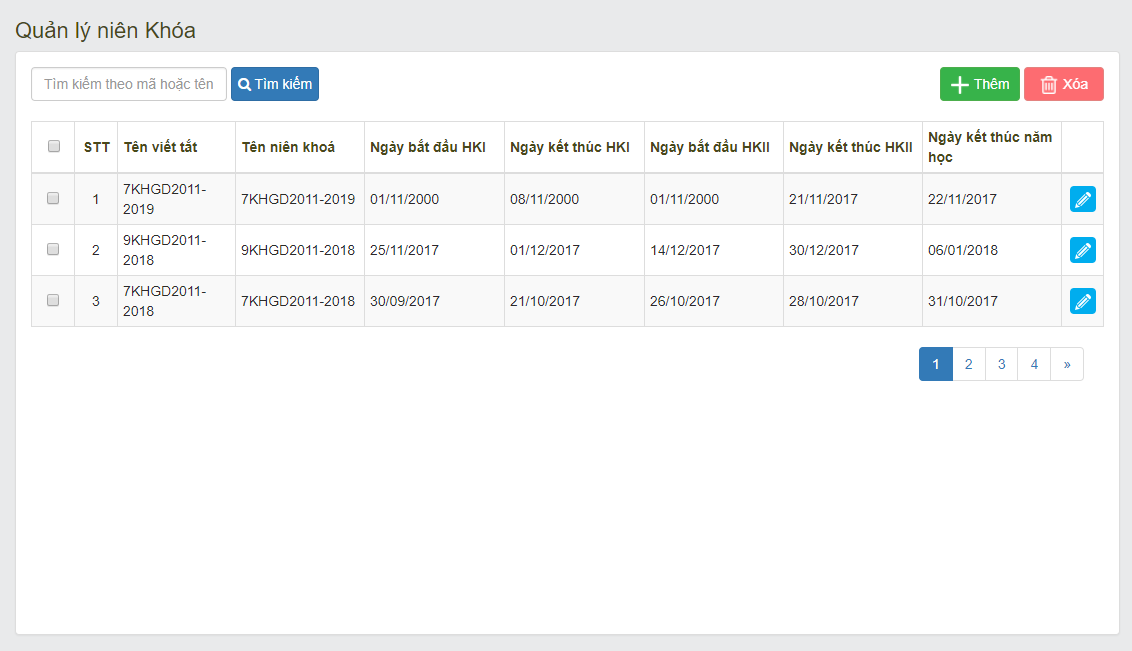 Quản lý niên Khóa
Tìm kiếm theo mã hoặc tên Tìm kiếm Thêm Xóa
STT Tên viết tắt Tên niên khoá Ngày bắt đầu HKI Ngày kết thúc HKI Ngày bắt đầu HKII Ngày kết thúc HKII Ngày kết thúc năm
học
1 7KHGD2011-
2019 7KHGD2011-2019 01/11/2000 08/11/2000 01/11/2000 21/11/2017 22/11/2017
2 9KHGD2011-
2018 9KHGD2011-2018 25/11/2017 01/12/2017 14/12/2017 30/12/2017 06/01/2018
3 7KHGD2011-
2018 7KHGD2011-2018 30/09/2017 21/10/2017 26/10/2017 28/10/2017 31/10/2017
1 2 3 4 »